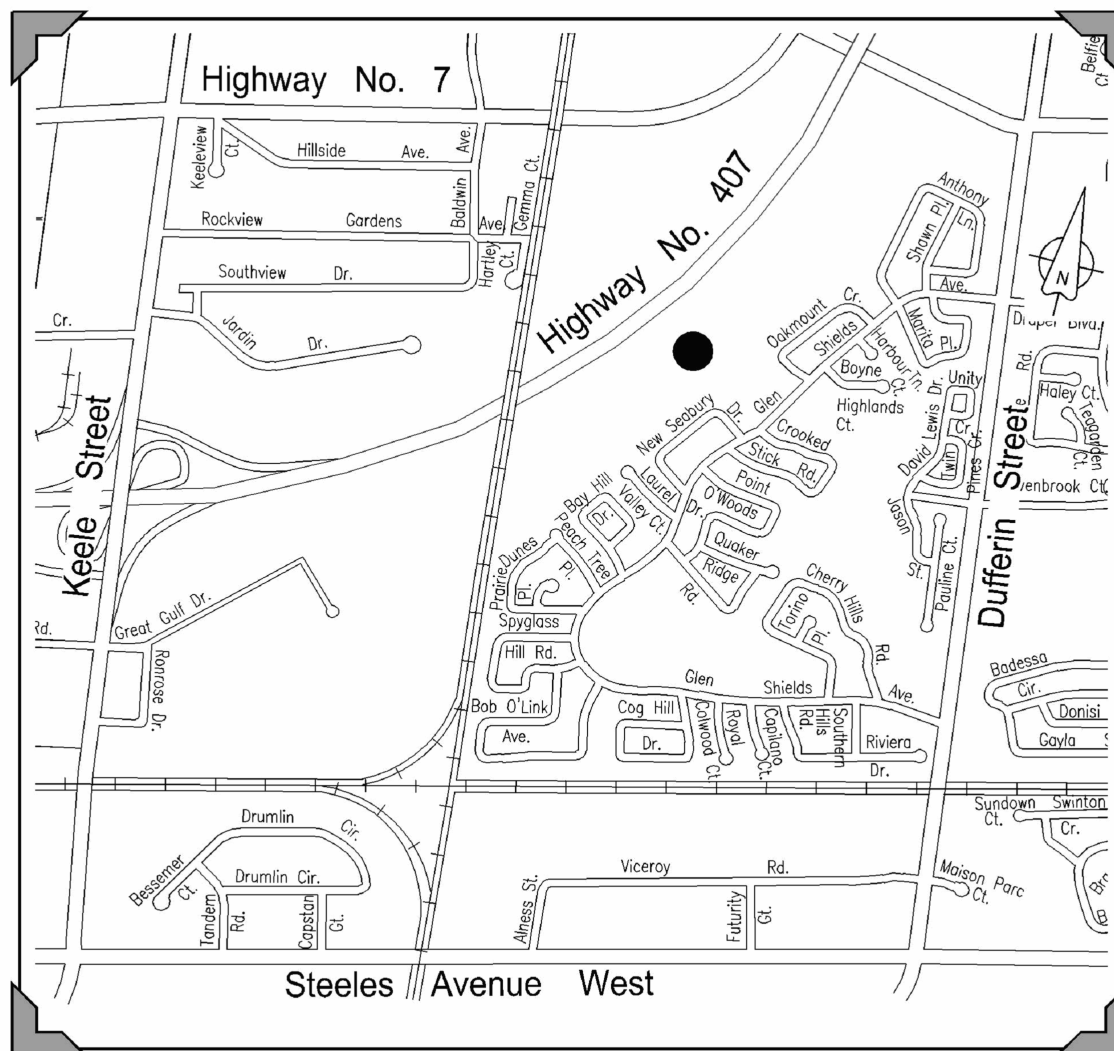 Highway No. 7
Belfie
Ct.
Keeleview
Ct.
Hillside Ave.
Ave.
Baldwin
Gemma Ct.
Rockview Gardens
Ave.
Hartley
Ct.
Southview Dr.
Jardin Dr.
Cr.
Highway No. 407
Anthony
Ln.
Shawn Pl.
Ave.
N
Oakmount Cr.
Shields
Marita
Pl.
Harbour Tn.
Boyne
Ct.
Highlands
Ct.
Glen
Draper Blvd.
Rd.
Haley Ct.
Teagarden
Ct.
Unity
Cr.
David Lewis Dr.
Twin
Pines Cr.
venbrook Ct.
Jason
St.
Pauline Ct.
Dufferin Street
Keele Street
New Seabury
Dr.
Crooked
Stick
Rd.
Point
O'Woods
Dr.
Bay Hill
Dr.
Laurel
Valley Ct.
Quaker
Ridge
Rd.
Peach Tree
Pl.
Prairie Dunes
Pl.
Spyglass
Hill Rd.
Cherry Hills
Rd.
Torino
Pl.
Great Gulf Dr.
Rd.
Ronrose Dr.
Glen Shields Ave.
Bob O'Link
Ave.
Cog Hill
Dr.
Colwood
Ct.
Royal
Capilano
Ct.
Southern
Hills
Rd.
Riviera
Dr.
Badessa
Cir.
Donisi
Gayla S
Sundown
Ct.
Swinton
Cr.
Drumlin Cir.
Bessemer
Ct.
Drumlin Cir.
Tandem
Rd.
Capstan
Gt.
Alness St.
Viceroy Rd.
Futurity
Gt.
Maison Parc
Ct.
Bro
Steeles Avenue West